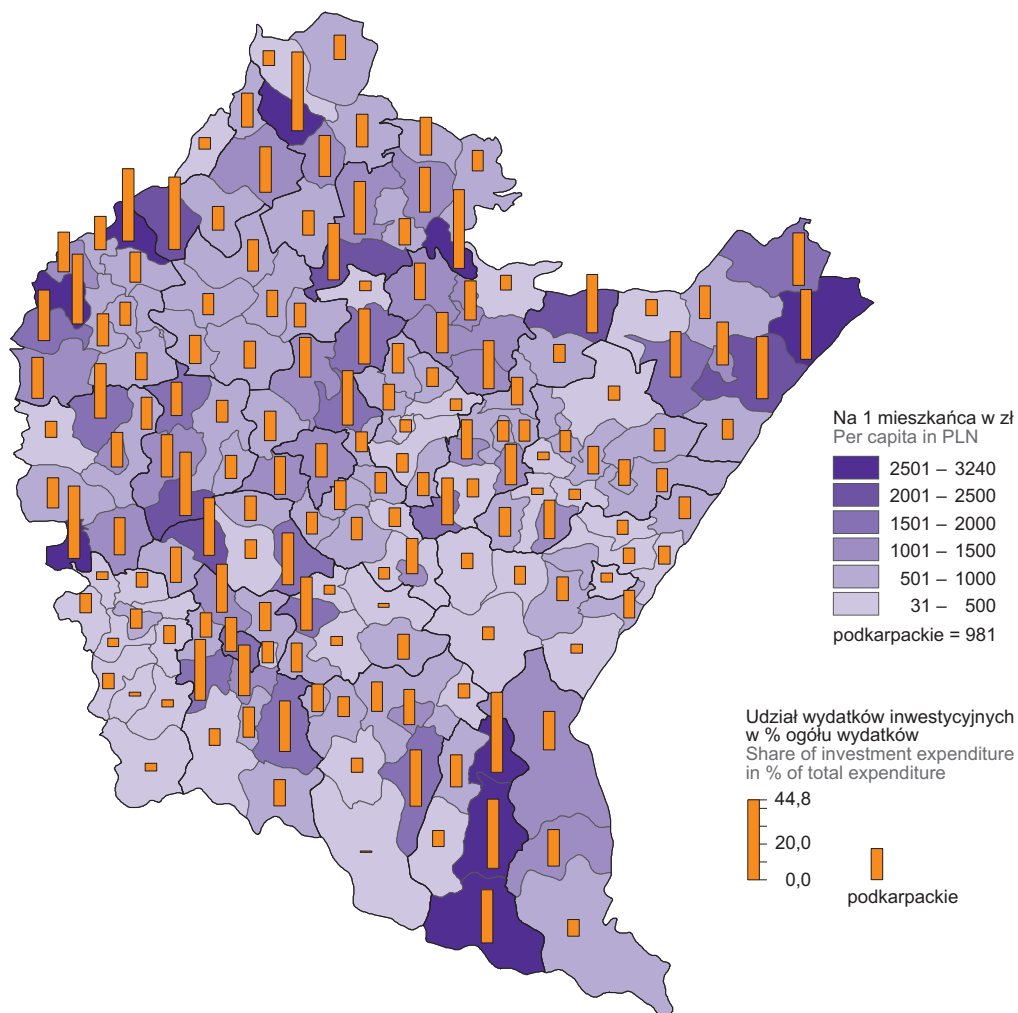 Na 1 mieszkańca w zł
Per capita in PLN
2501 – 3240
2001 – 2500
1501 – 2000
1001 – 1500
501 – 1000
31 – 500
podkarpackie = 981
Udział wydatków inwestycyjnych
w % ogółu wydatków
Share of investment expenditure
in % of total expenditure
44,8
20,0
0,0
podkarpackie